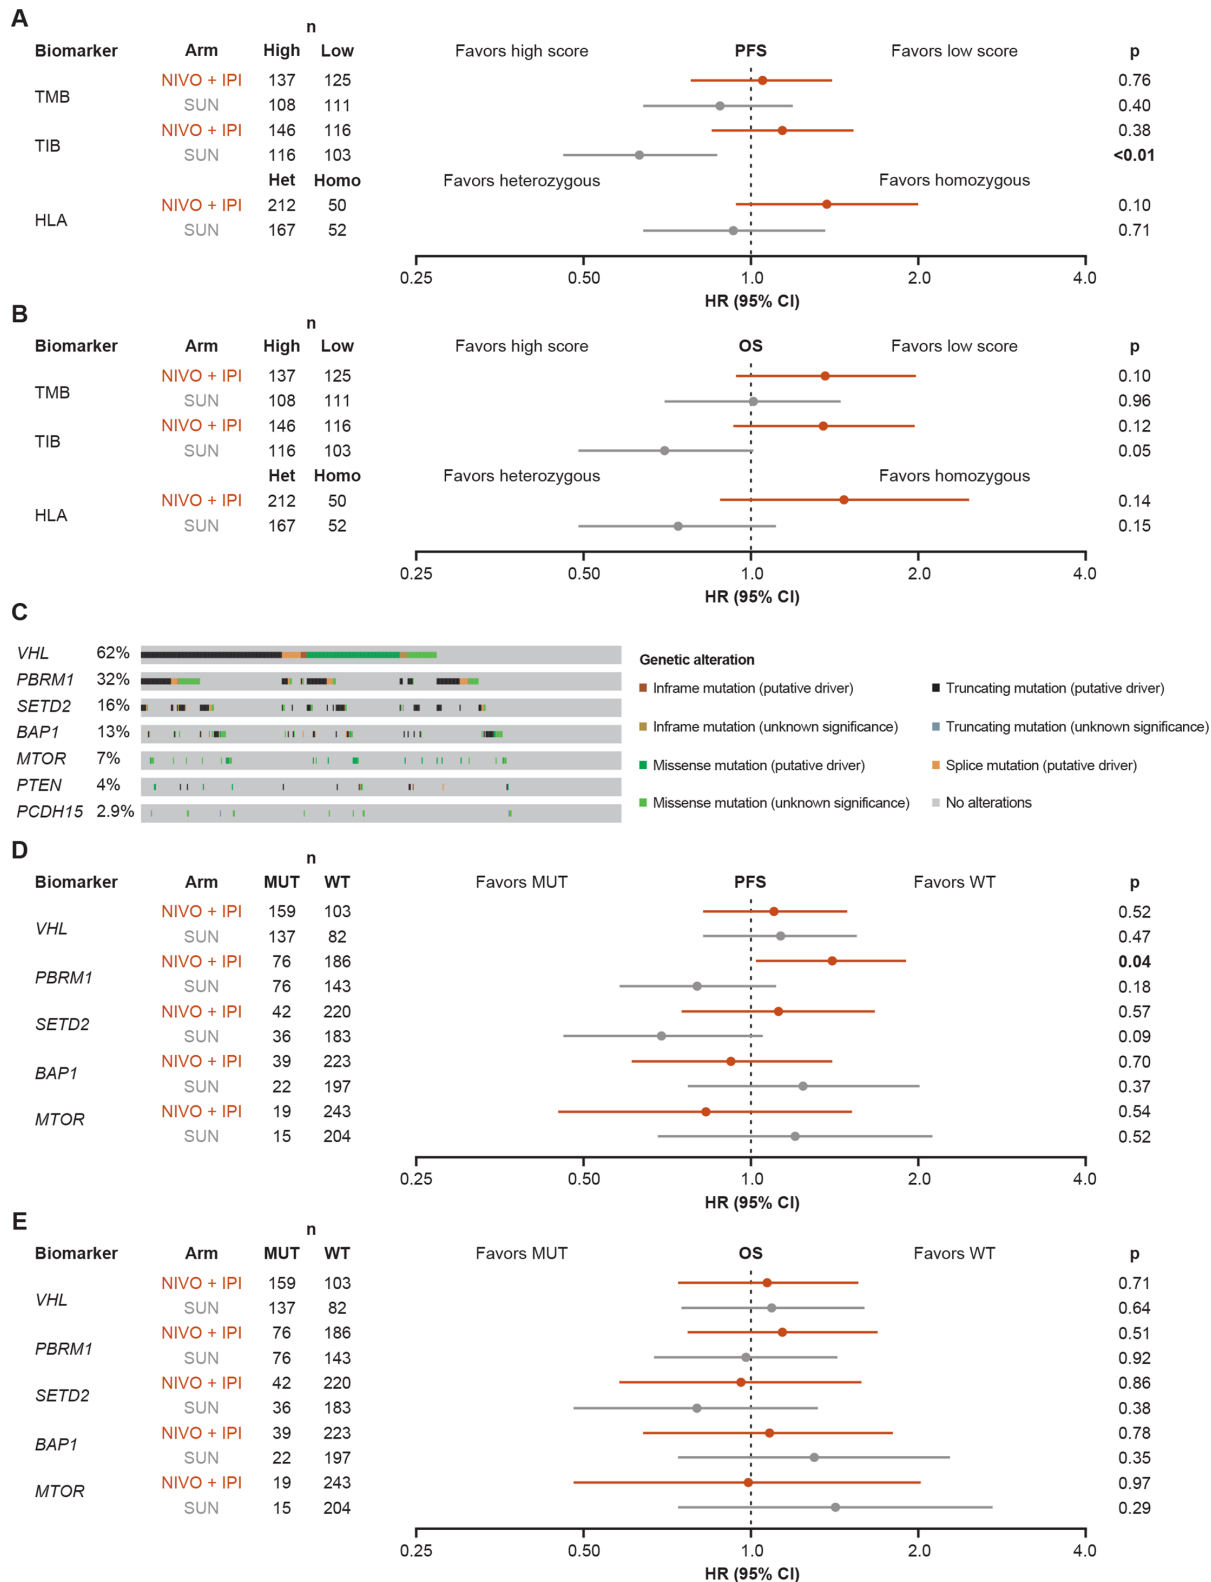 A
n
Biomarker Arm High Low Favors high score PFS Favors low score p
TMB
NIVO + IPI 137 125 0.76
SUN 108 111 0.40
TIB
NIVO + IPI 146 116 0.38
SUN 116 103 <0.01
Het Homo Favors heterozygous Favors homozygous
HLA
NIVO + IPI 212 50 0.10
SUN 167 52 0.71
0.25 0.50 1.0 2.0 4.0
HR (95% CI)
B
n
Biomarker Arm High Low Favors high score OS Favors low score p
TMB
NIVO + IPI 137 125 0.10
SUN 108 111 0.96
TIB
NIVO + IPI 146 116 0.12
SUN 116 103 0.05
Het Homo Favors heterozygous Favors homozygous
HLA
NIVO + IPI 212 50 0.14
SUN 167 52 0.15
0.25 0.50 1.0 2.0 4.0
HR (95% CI)
C
VHL 62%
PBRM1 32%
SETD2 16%
BAP1 13%
MTOR 7%
PTEN 4%
PCDH15 2.9%
Genetic alteration
Inframe mutation (putative driver) Truncating mutation (putative driver)
Inframe mutation (unknown significance) Truncating mutation (unknown significance)
Missense mutation (putative driver) Splice mutation (putative driver)
Missense mutation (unknown significance) No alterations
D
n
Biomarker Arm MUT WT Favors MUT PFS Favors WT p
VHL
NIVO + IPI 159 103 0.52
SUN 137 82 0.47
PBRM1
NIVO + IPI 76 186 0.04
SUN 76 143 0.18
SETD2
NIVO + IPI 42 220 0.57
SUN 36 183 0.09
BAP1
NIVO + IPI 39 223 0.70
SUN 22 197 0.37
MTOR
NIVO + IPI 19 243 0.54
SUN 15 204 0.52
0.25 0.50 1.0 2.0 4.0
HR (95% CI)
E
n
Biomarker Arm MUT WT Favors MUT OS Favors WT p
VHL
NIVO + IPI 159 103 0.71
SUN 137 82 0.64
PBRM1
NIVO + IPI 76 186 0.51
SUN 76 143 0.92
SETD2
NIVO + IPI 42 220 0.86
SUN 36 183 0.38
BAP1
NIVO + IPI 39 223 0.78
SUN 22 197 0.35
MTOR
NIVO + IPI 19 243 0.97
SUN 15 204 0.29
0.25 0.50 1.0 2.0 4.0
HR (95% CI)